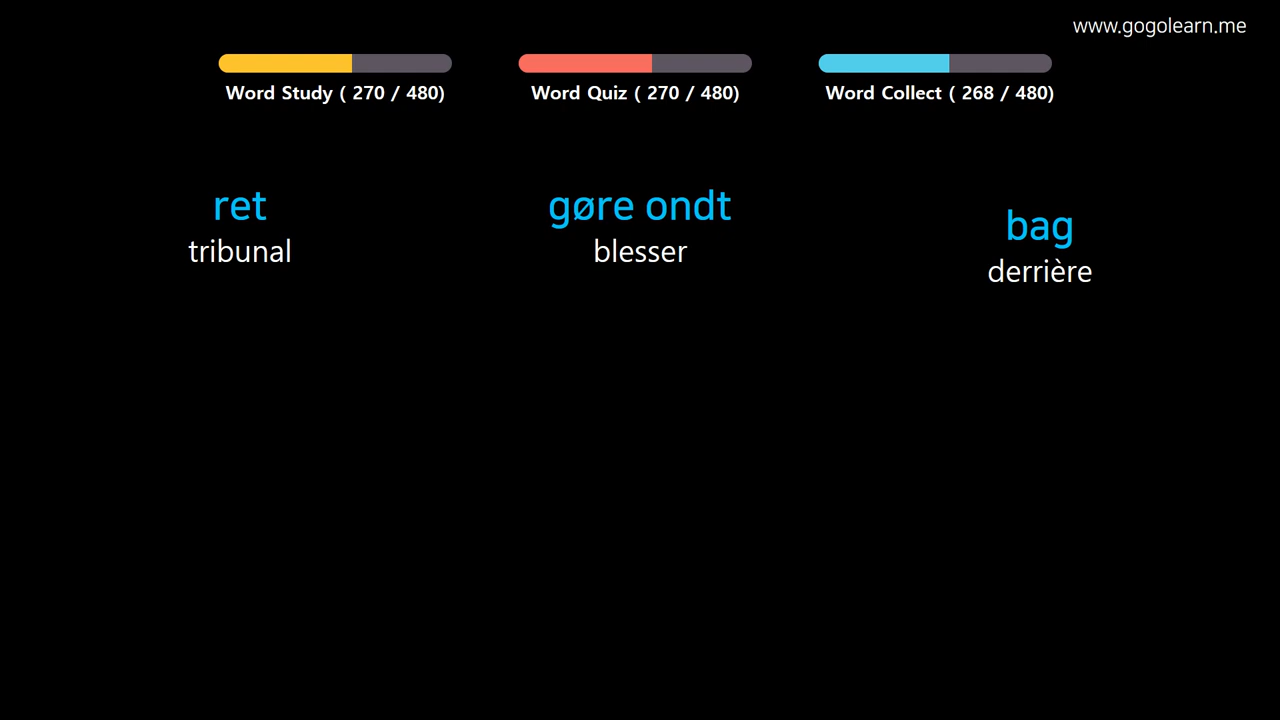 www.gogolearn.me
Word Study ( 270 / 480)
Word Quiz ( 270 / 480)
Word Collect ( 268 / 480)
ret
tribunal
gøre ondt
blesser
bag
derrière